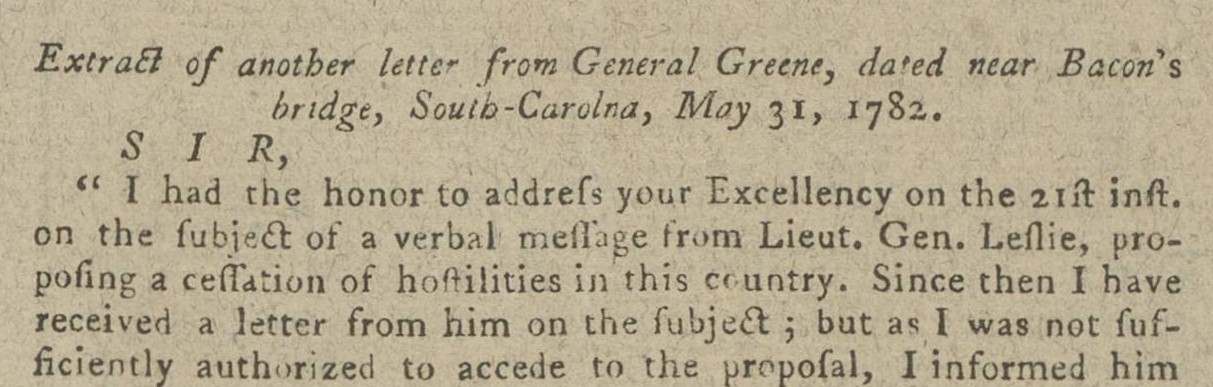 Extract of another letter from General Greene, dated near Bacon's
bridge, South-Carolna, May 31, 1782.
S I R,
“ I had the honor to addreſs your Excellency on the 21ſt inſt.
on the ſubject of a verbal meſſage from Lieut. Gen. Leſlie, pro-
poſing a ceſſation of hoſtilities in this country. Since then I have
received a letter from him on the ſubject ; but as I was not ſuf-
ficiently authorized to accede to the propoſal, I informed him